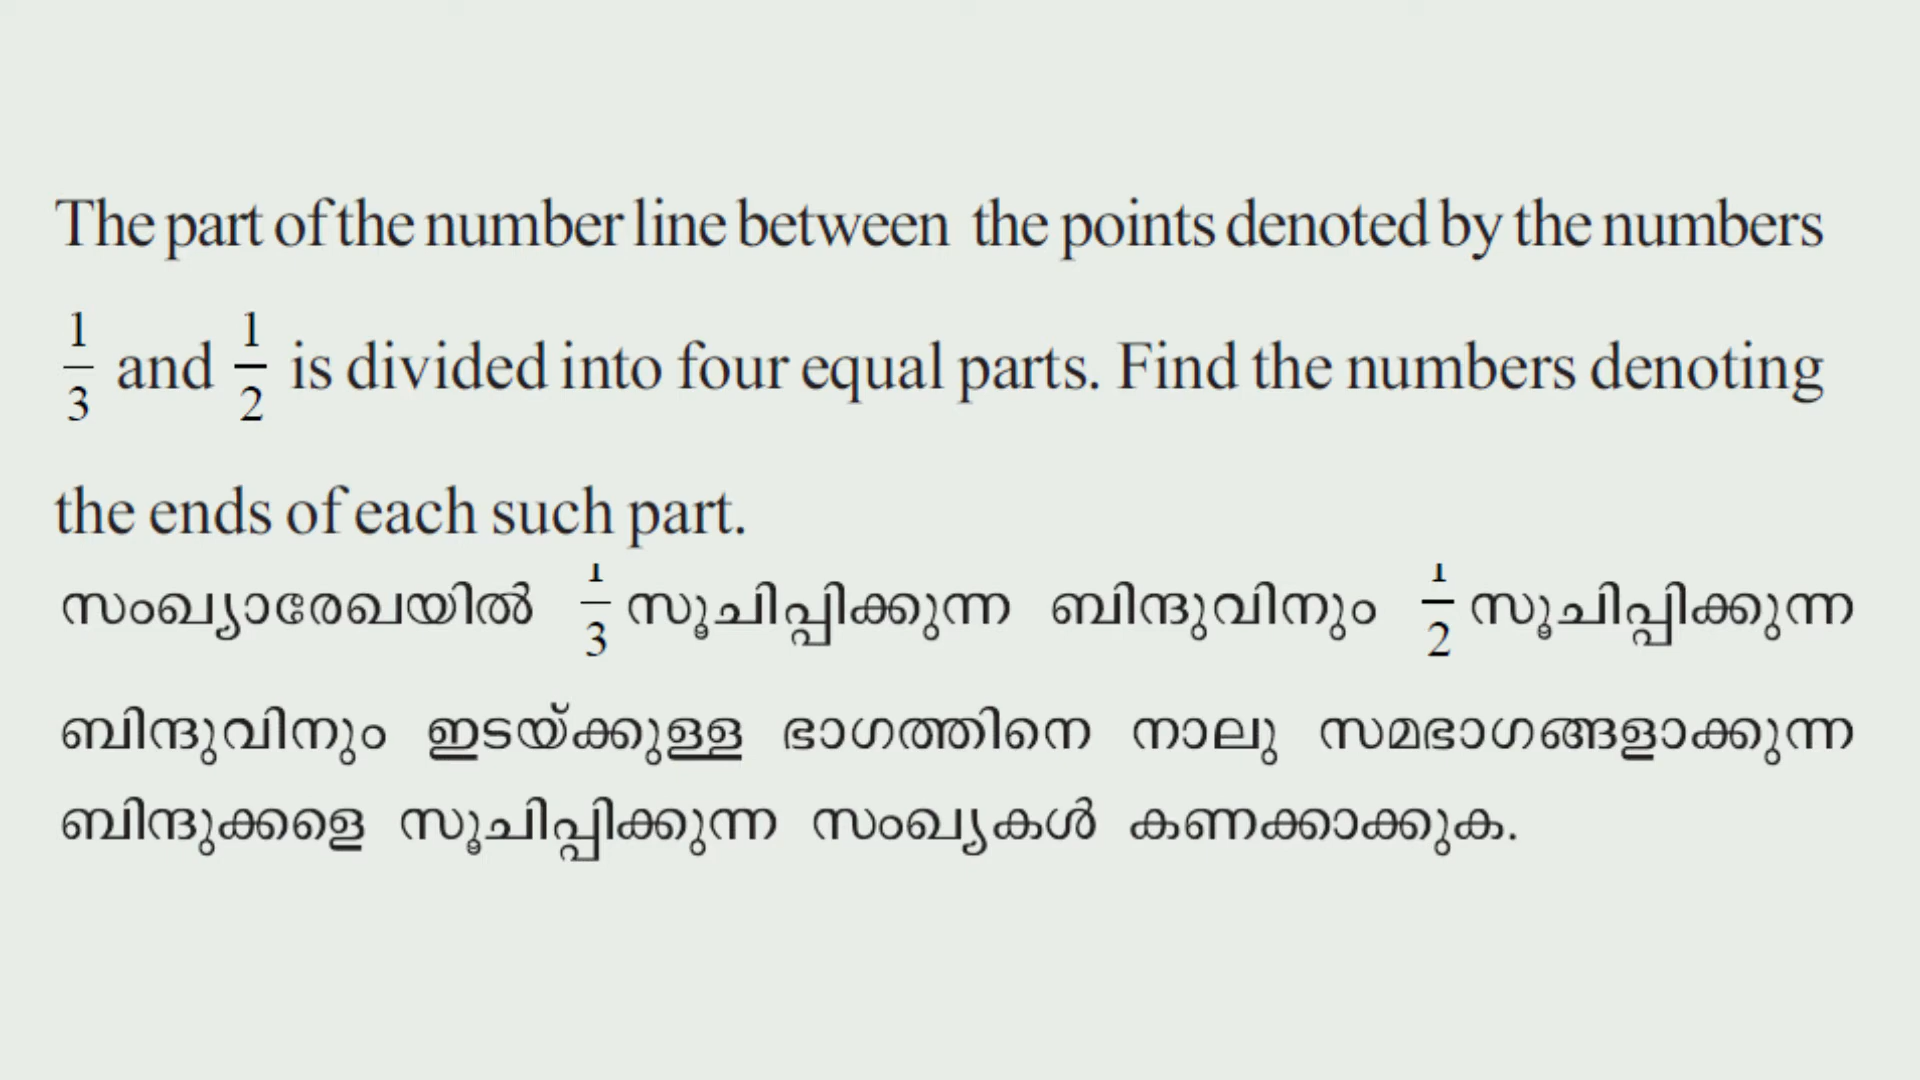 The part of the number line between the points denoted by the numbers
1/3 and 1/2 is divided into four equal parts. Find the numbers denoting
the ends of each such part.
സംഖ്യാരേഖയിൽ 1/3 സൂചിപ്പിക്കുന്ന ബിന്ദുവിനും 1/2 സൂചിപ്പിക്കുന്ന
ബിന്ദുവിനും ഇടയ്ക്കുള്ള ഭാഗത്തിനെ നാലു സമഭാഗങ്ങളാക്കുന്ന
ബിന്ദുക്കളെ സൂചിപ്പിക്കുന്ന സംഖ്യകൾ കണക്കാക്കുക.